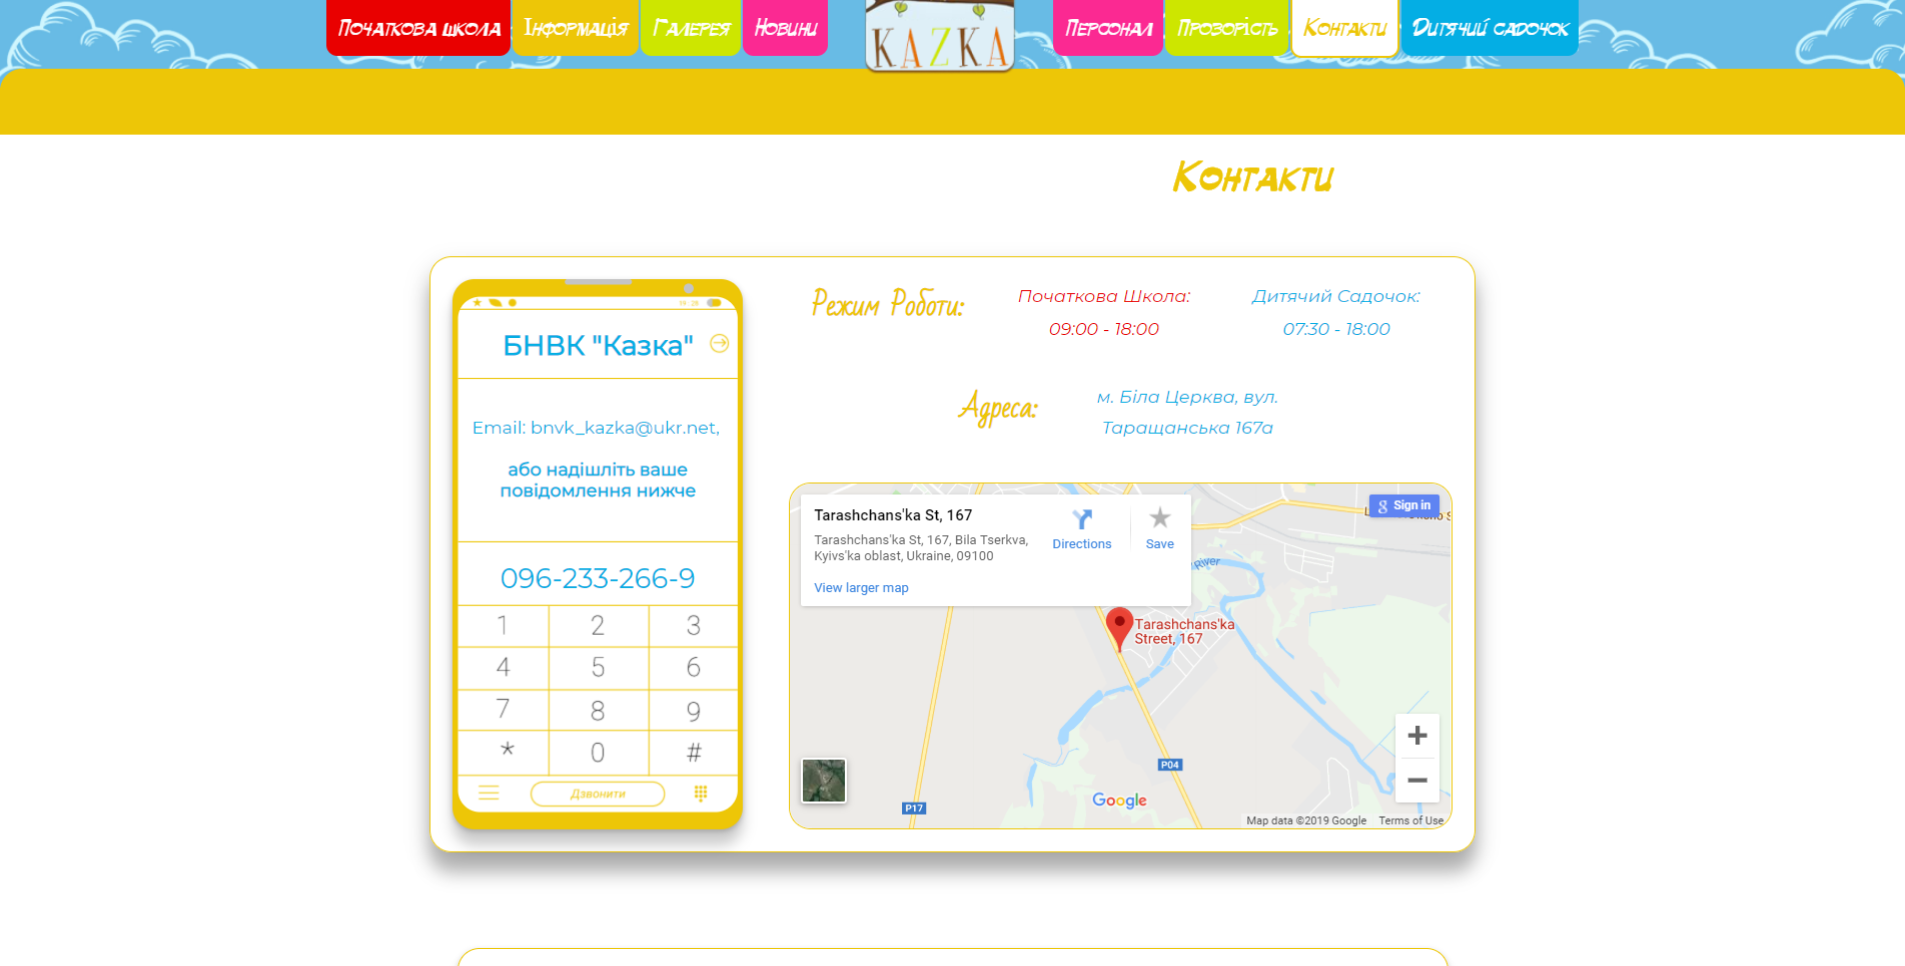 Початкова школа
Інформація
Галерея
Новини
KAZKA
Персонал
Прозорість
Контакти
Дитячий садочок
Контакти
19:28
БНВК "Казка"
Email: bnvk_kazka@ukr.net,
або надішліть ваше
повідомлення нижче
096-233-266-9
1 2 3
4 5 6
7 8 9
* 0 #
Дзвонити
Режим Роботи:
Початкова Школа:
09:00 - 18:00
Дитячий Садочок:
07:30 - 18:00
Адреса:
м. Біла Церква, вул.
Таращанська 167а
Tarashchans'ka St, 167
Tarashchans'ka St, 167, Bila Tserkva,
Kyivs'ka oblast, Ukraine, 09100
View larger map
Directions
Save
Sign in
River
Tarashchans'ka
Street, 167
P04
P17
Google
Map data ©2019 Google
Terms of Use